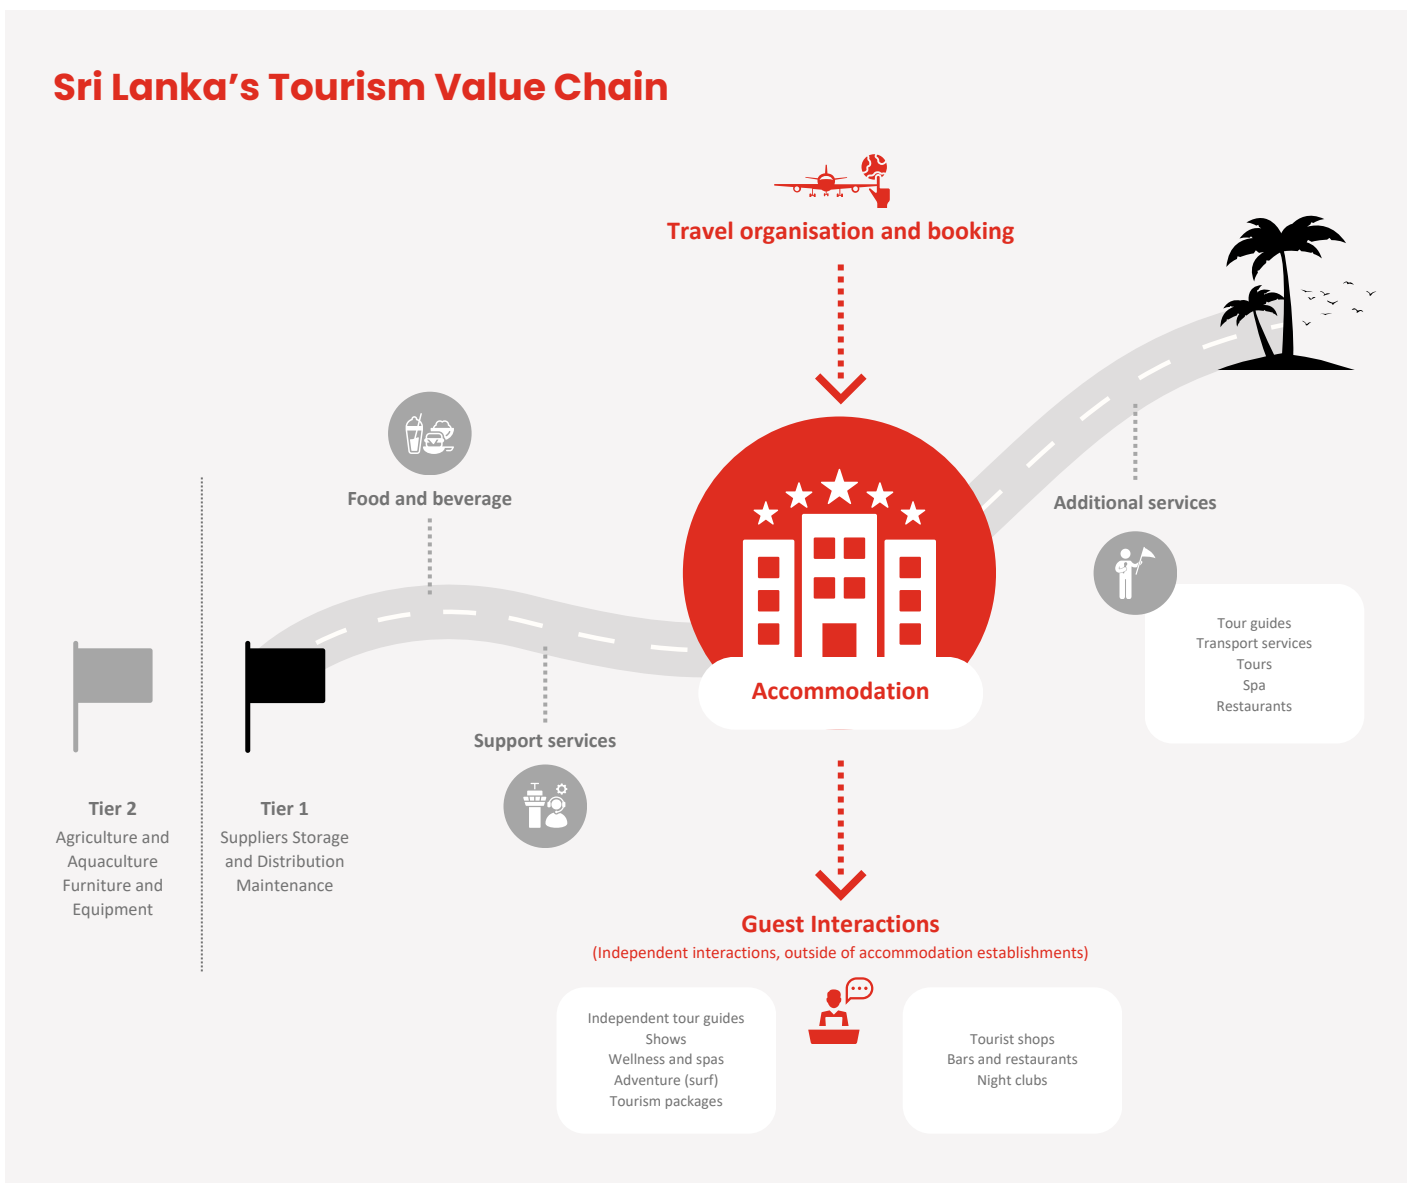 Sri Lanka's Tourism Value Chain
Travel organisation and booking
Food and beverage
Additional services
Tour guides
Transport services
Tours
Spa
Restaurants
Accommodation
Support services
Tier 2
Agriculture and
Aquaculture
Furniture and
Equipment
Tier 1
Suppliers Storage
and Distribution
Maintenance
Guest Interactions
(Independent interactions, outside of accommodation establishments)
Independent tour guides
Shows
Wellness and spas
Adventure (surf)
Tourism packages
Tourist shops
Bars and restaurants
Night clubs